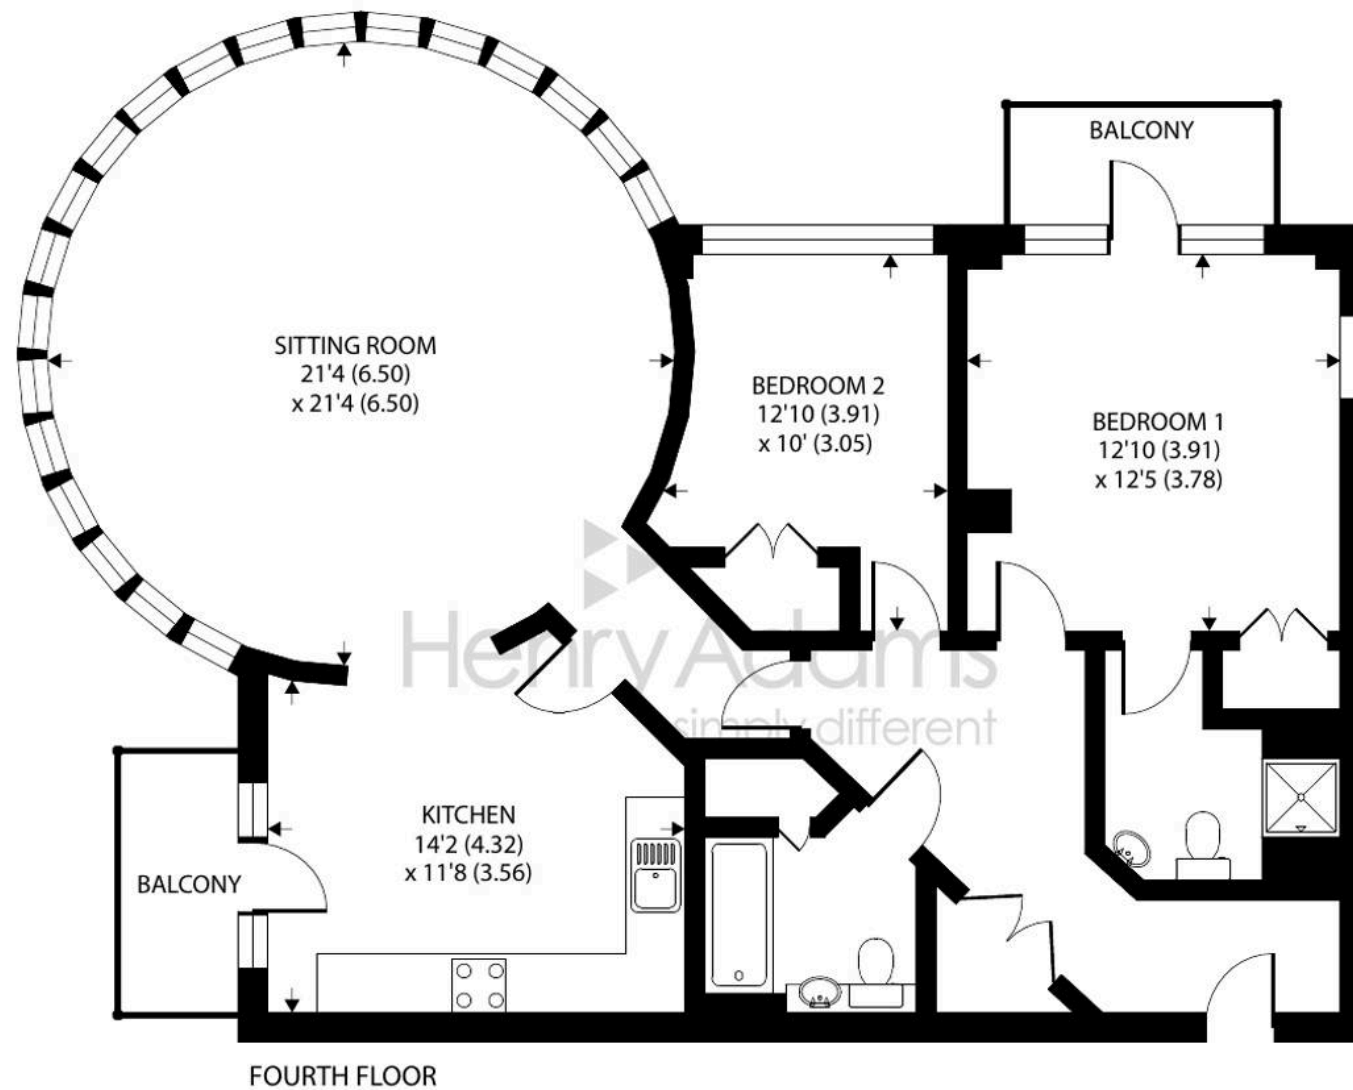 BALCONY
SITTING ROOM
21'4 (6.50)
x 21'4 (6.50)
BEDROOM 2
12'10 (3.91)
x 10' (3.05)
BEDROOM 1
12'10 (3.91)
x 12'5 (3.78)
Henry Adams
simply different
KITCHEN
14'2 (4.32)
x 11'8 (3.56)
BALCONY
FOURTH FLOOR